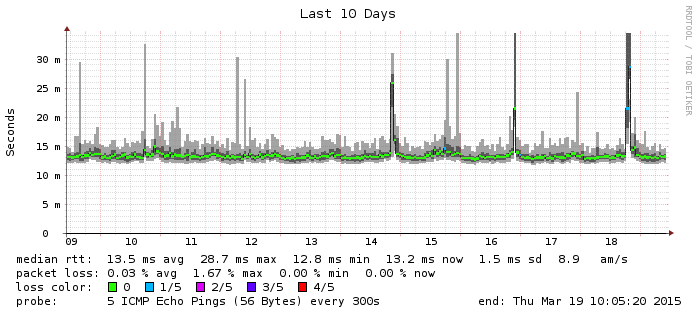 Last 10 Days
RRDTOOL / TOBI OETIKER
Seconds
30 m
25 m
20 m
15 m
10 m
5 m
0
09 10 11 12 13 14 15 16 17 18
median rtt: 13.5 ms avg 28.7 ms max 12.8 ms min 13.2 ms now 1.5 ms sd 8.9 am/s
packet loss: 0.03 % avg 1.67 % max 0.00 % min 0.00 % now
loss color: 0 1/5 2/5 3/5 4/5
probe: 5 ICMP Echo Pings (56 Bytes) every 300s end: Thu Mar 19 10:05:20 2015